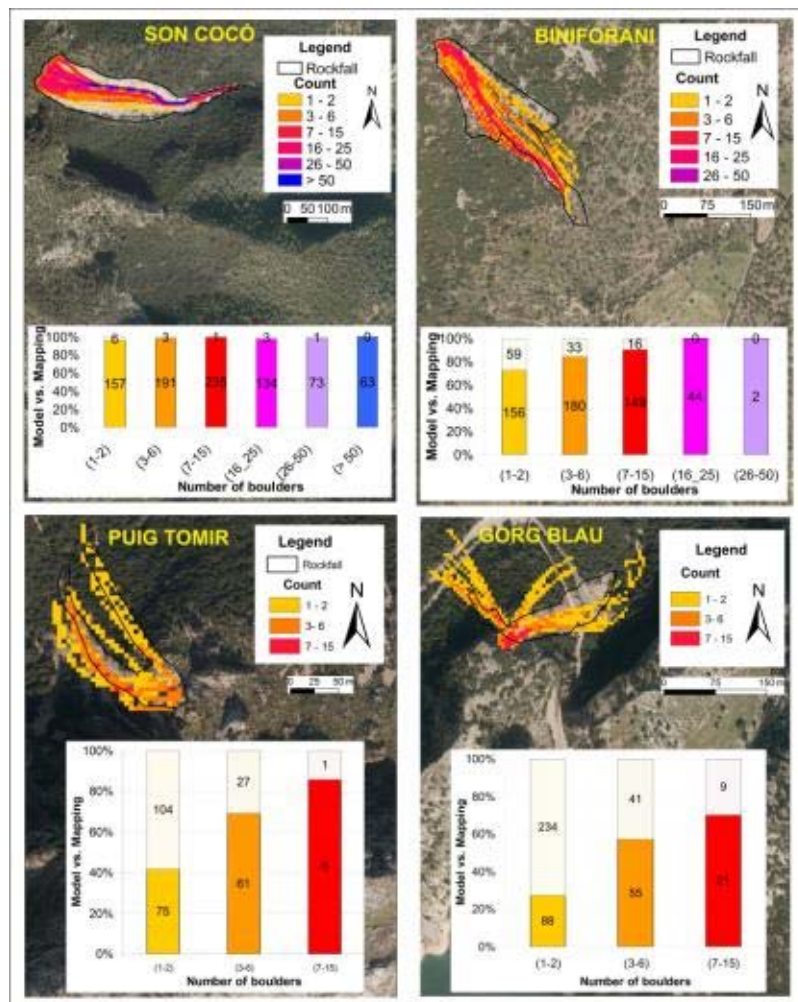 SON COCÓ
Legend
Rockfall
Count
1 - 2
3 - 6
7 - 15
16 - 25
26 - 50
> 50
N
0 50 100 m
Model vs. Mapping
100%
80%
60%
40%
20%
0%
6 3 1 3 1 0
157 191 134 73 63
(1-2) (3-6) (7-15) (16_25) (26-50) (> 50)
Number of boulders
BINIFORANI
Legend
Rockfall
Count
1 - 2
3 - 6
7 - 15
16 - 25
26 - 50
N
0 75 150 m
Model vs. Mapping
100%
80%
60%
40%
20%
0%
59 33 16 0 0
156 180 149 44 2
(1-2) (3-6) (7-15) (16_25) (26-50)
Number of boulders
PUIG TOMIR
Legend
Rockfall
Count
1 - 2
3- 6
7 - 15
N
0 25 50 m
Model vs. Mapping
100%
80%
60%
40%
20%
0%
104 27 1
61
(1-2) (3-6) (7-15)
Number of boulders
GORG BLAU
Legend
Rockfall
Count
1 - 2
3 - 6
7 - 15
N
0 75 150 m
Model vs. Mapping
100%
80%
60%
40%
20%
0%
234 41 9
88 55 21
(1-2) (3-6) (7-15)
Number of boulders